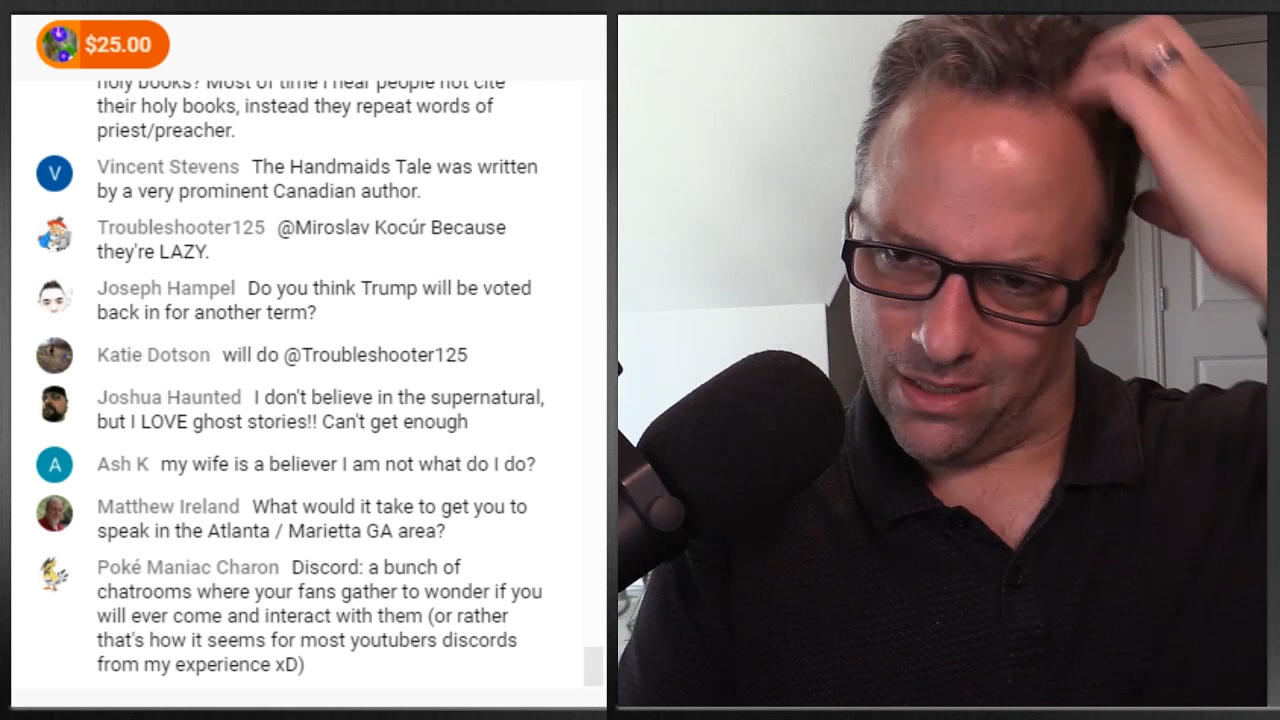 $25.00
holy books? Most of time I hear people not cite
their holy books, instead they repeat words of
priest/preacher.
V
Vincent Stevens The Handmaids Tale was written
by a very prominent Canadian author.
Troubleshooter125 @Miroslav Kocúr Because
they're LAZY.
Joseph Hampel Do you think Trump will be voted
back in for another term?
Katie Dotson will do @Troubleshooter125
Joshua Haunted I don't believe in the supernatural,
but I LOVE ghost stories!! Can't get enough
A
Ash K my wife is a believer I am not what do I do?
Matthew Ireland What would it take to get you to
speak in the Atlanta / Marietta GA area?
Poké Maniac Charon Discord: a bunch of
chatrooms where your fans gather to wonder if you
will ever come and interact with them (or rather
that's how it seems for most youtubers discords
from my experience xD)